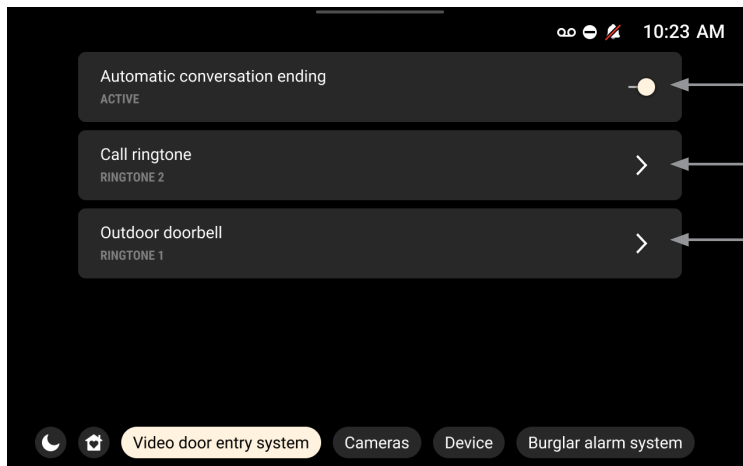 10:23 AM
Automatic conversation ending
ACTIVE
Call ringtone
RINGTONE 2
Outdoor doorbell
RINGTONE 1
Video door entry system Cameras Device Burglar alarm system